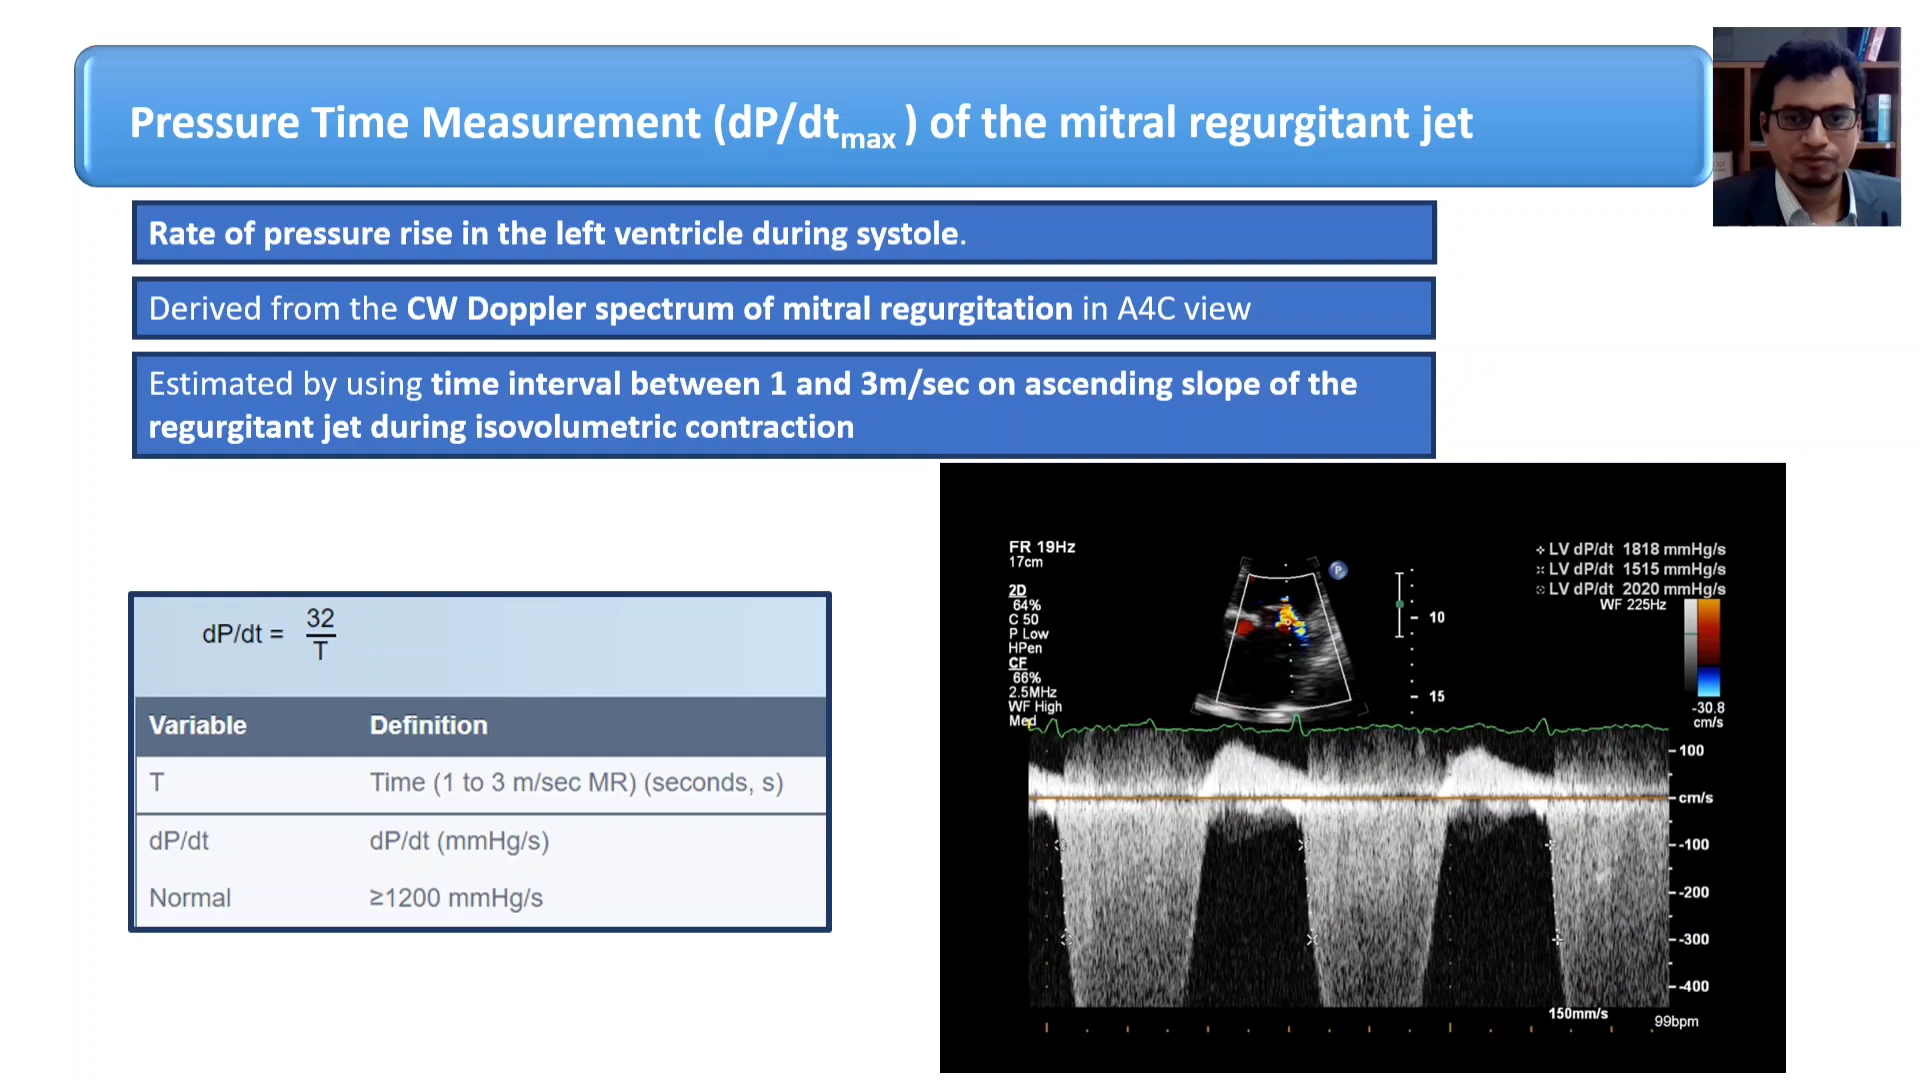 Pressure Time Measurement (dP/dtmax ) of the mitral regurgitant jet
Rate of pressure rise in the left ventricle during systole.
Derived from the CW Doppler spectrum of mitral regurgitation in A4C view
Estimated by using time interval between 1 and 3m/sec on ascending slope of the
regurgitant jet during isovolumetric contraction
dP/dt = 32/T
Variable Definition
T Time (1 to 3 m/sec MR) (seconds, s)
dP/dt dP/dt (mmHg/s)
Normal ≥1200 mmHg/s
FR 19Hz
17cm
2D
64%
C 50
P Low
HPen
CF
66%
2.5MHz
WF High
Med
P
10
15
LV dP/dt 1818 mmHg/s
LV dP/dt 1515 mmHg/s
LV dP/dt 2020 mmHg/s
WF 225Hz
-30.8
cm/s
100
cm/s
-100
-200
-300
-400
150mm/s
99bpm